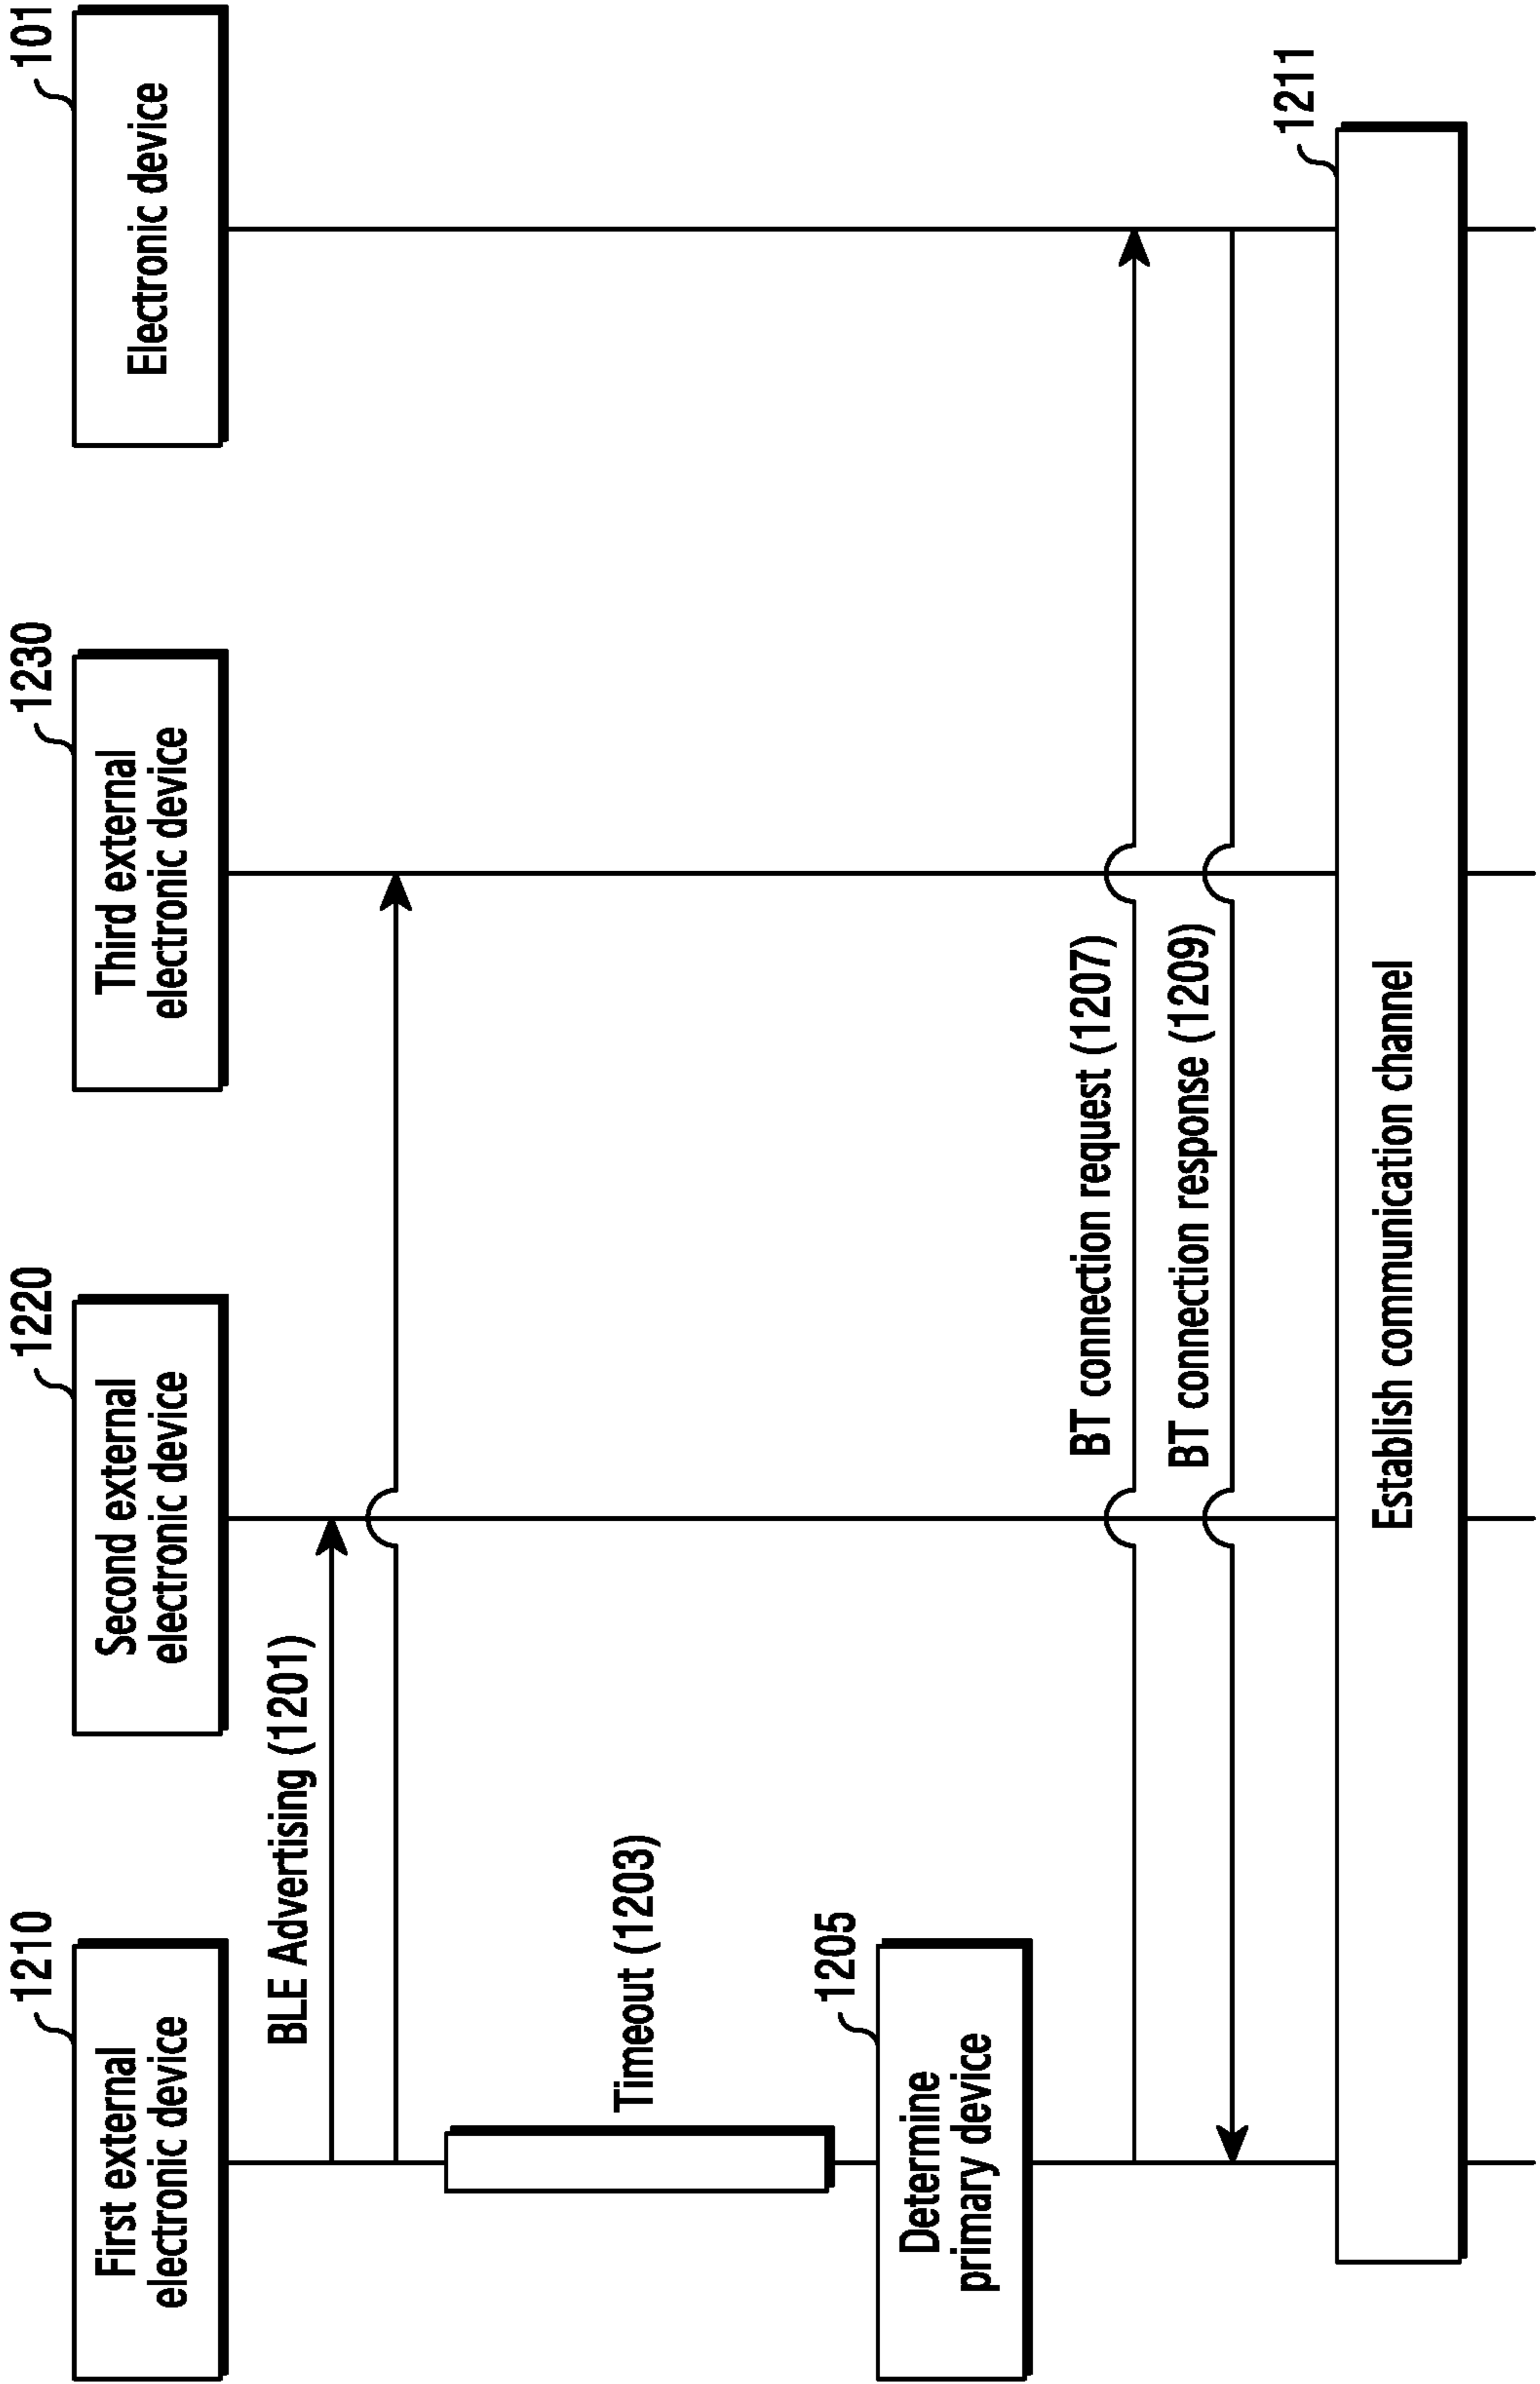 1210
First external
electronic device
1220
Second external
electronic device
1230
Third external
electronic device
101
Electronic device
BLE Advertising (1201)
Timeout (1203)
1205
Determine
primary device
BT connection request (1207)
BT connection response (1209)
1211
Establish communication channel